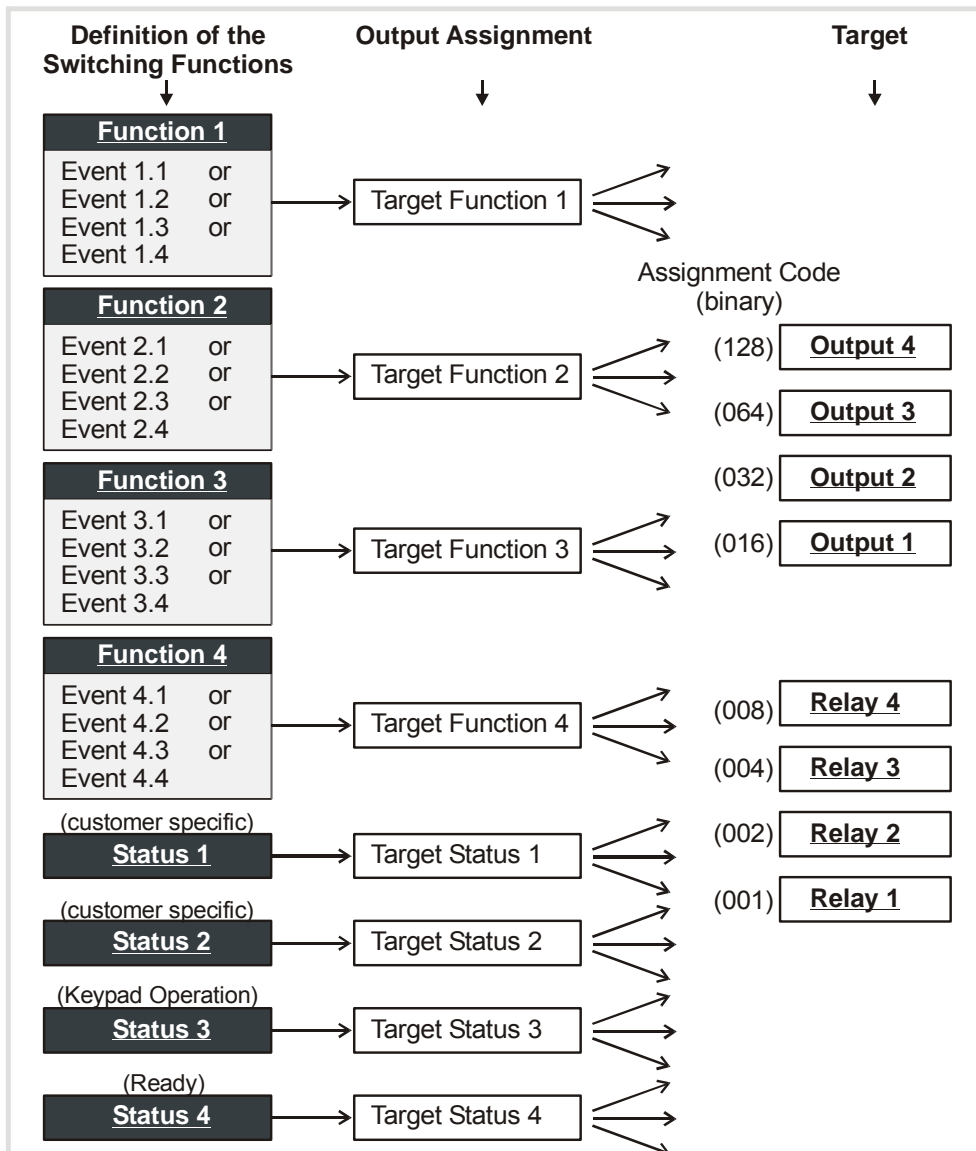 Definition of the
Switching Functions
Output Assignment
Target
Function 1
Event 1.1 or
Event 1.2 or
Event 1.3 or
Event 1.4
Target Function 1
Assignment Code
(binary)
Function 2
Event 2.1 or
Event 2.2 or
Event 2.3 or
Event 2.4
Target Function 2
(128) Output 4
(064) Output 3
Function 3
Event 3.1 or
Event 3.2 or
Event 3.3 or
Event 3.4
Target Function 3
(032) Output 2
(016) Output 1
Function 4
Event 4.1 or
Event 4.2 or
Event 4.3 or
Event 4.4
Target Function 4
(008) Relay 4
(004) Relay 3
(customer specific)
Status 1
Target Status 1
(002) Relay 2
(001) Relay 1
(customer specific)
Status 2
Target Status 2
(Keypad Operation)
Status 3
Target Status 3
(Ready)
Status 4
Target Status 4